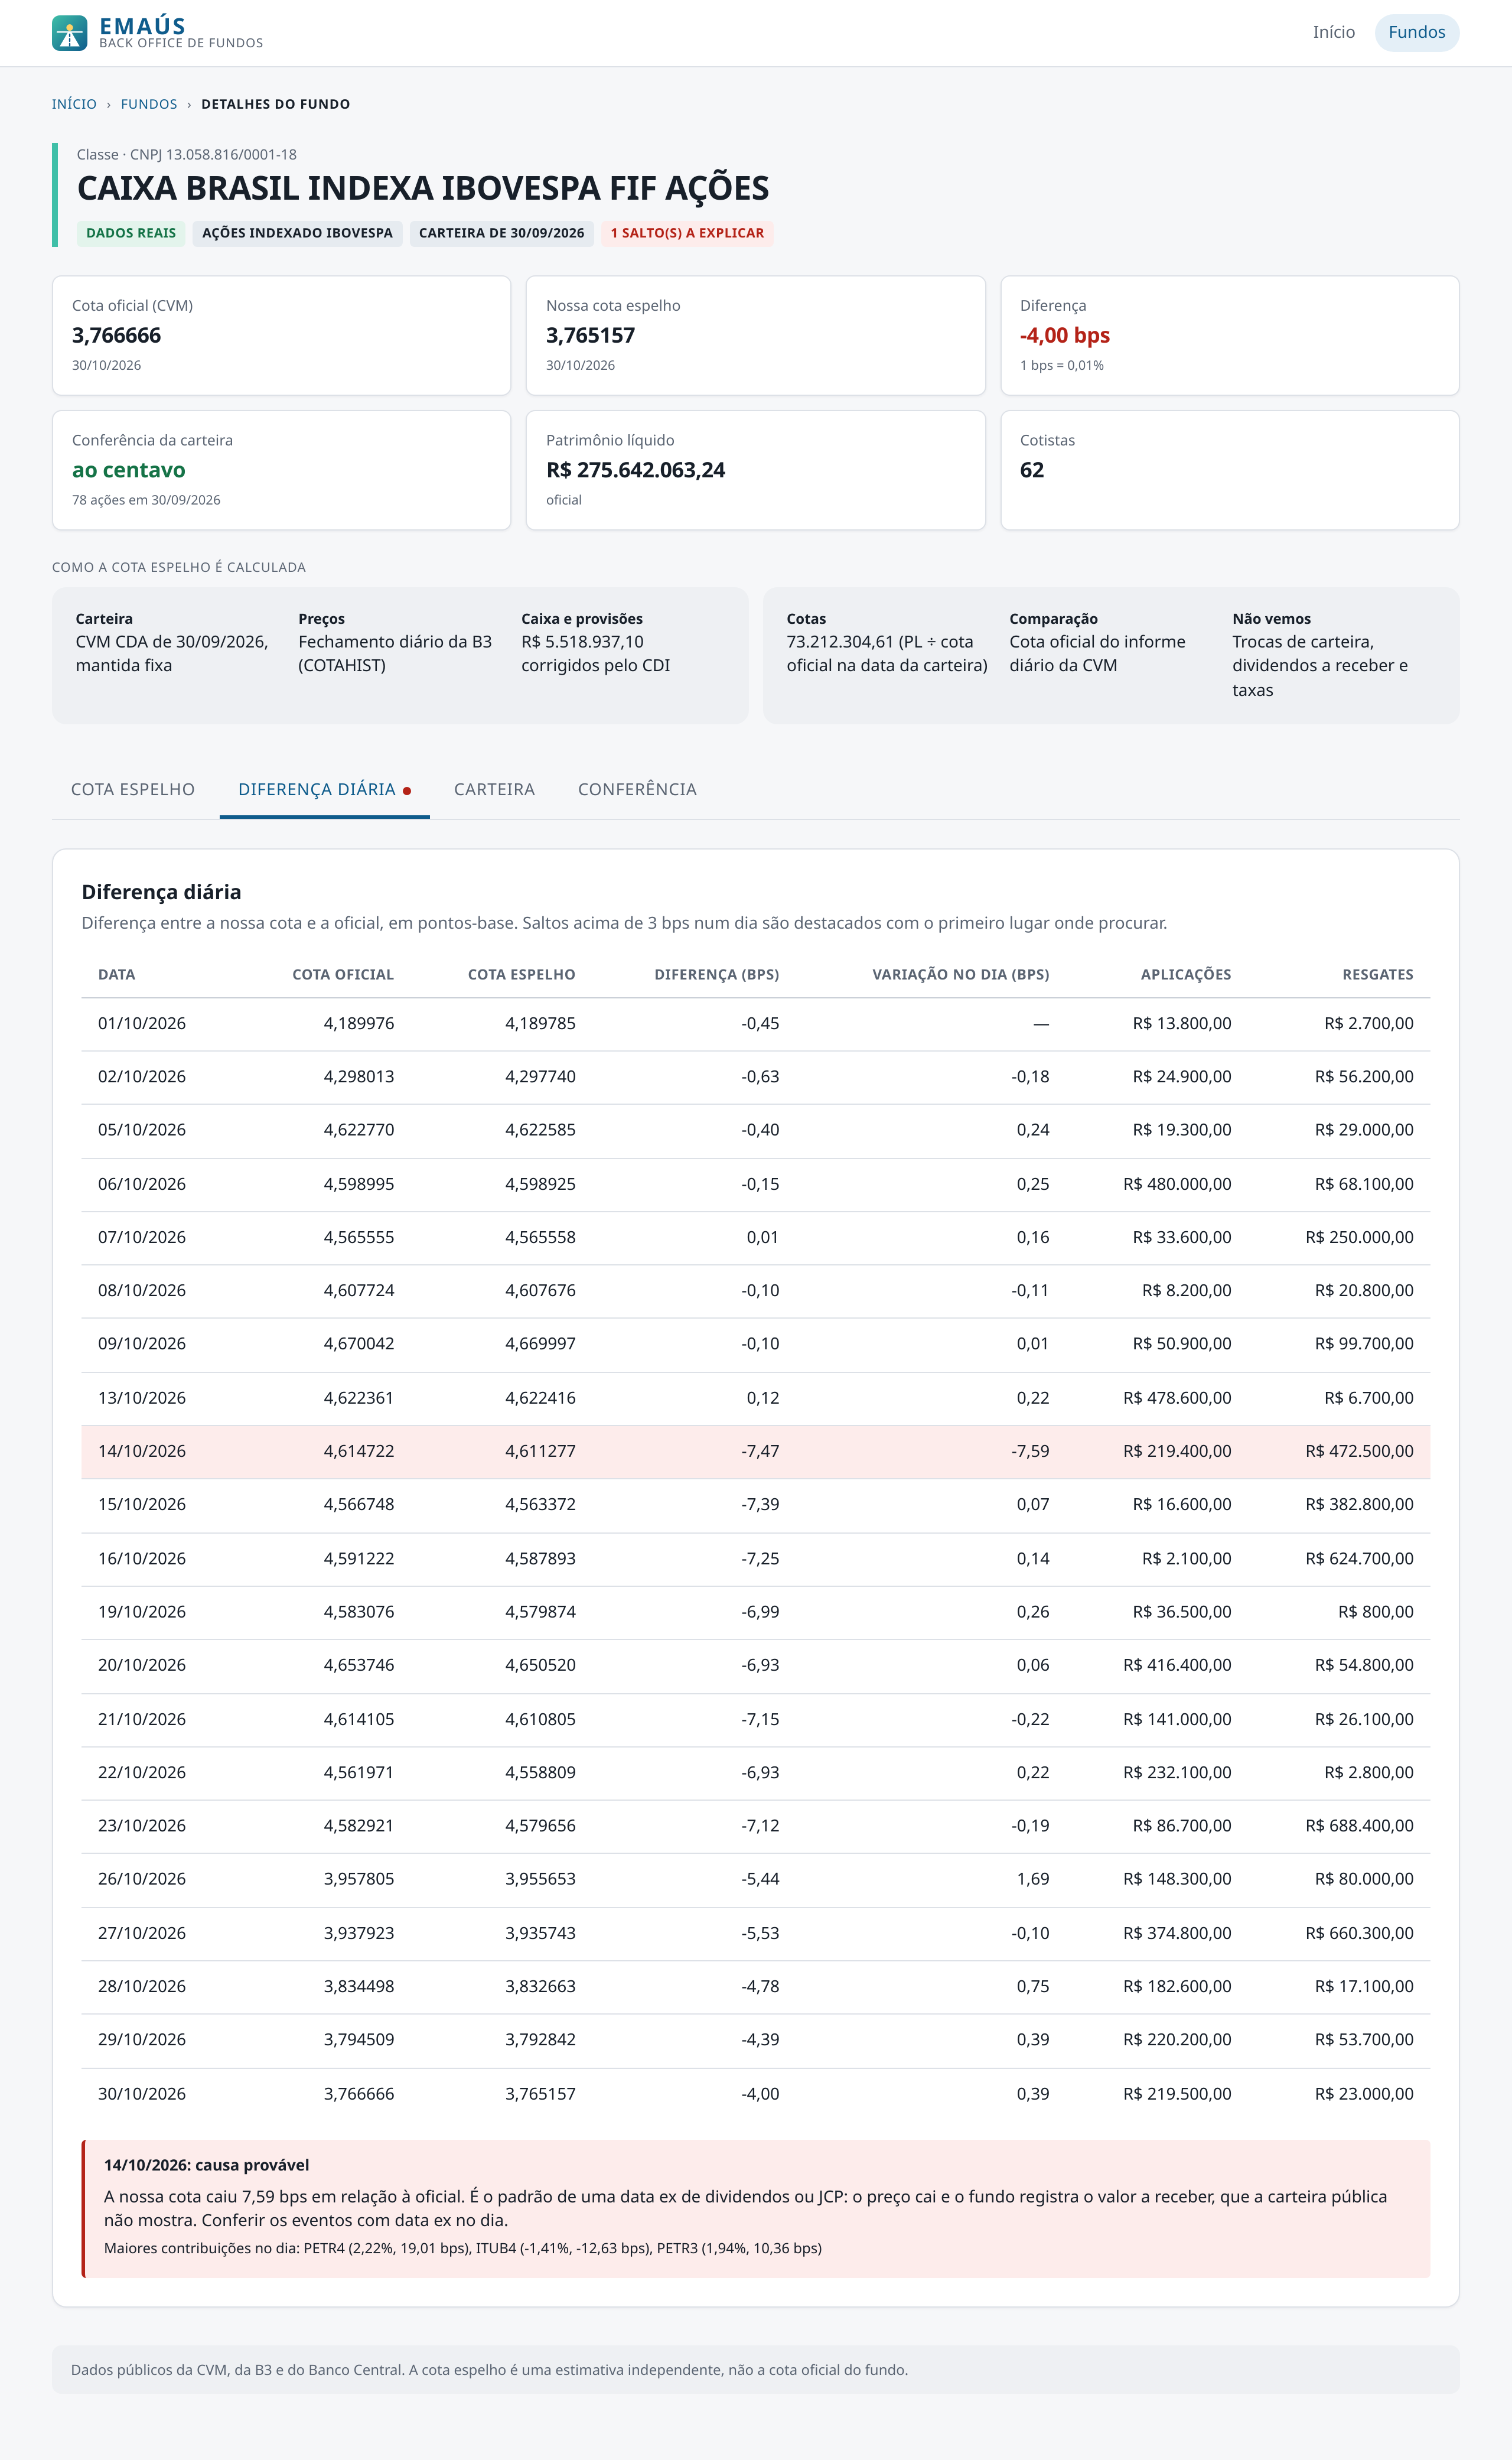 EMAÚS
BACK OFFICE DE FUNDOS
Início
Fundos
INÍCIO › FUNDOS › DETALHES DO FUNDO
Classe · CNPJ 13.058.816/0001-18
CAIXA BRASIL INDEXA IBOVESPA FIF AÇÕES
DADOS REAIS
AÇÕES INDEXADO IBOVESPA
CARTEIRA DE 30/09/2026
1 SALTO(S) A EXPLICAR
Cota oficial (CVM)
3,766666
30/10/2026
Nossa cota espelho
3,765157
30/10/2026
Diferença
-4,00 bps
1 bps = 0,01%
Conferência da carteira
ao centavo
78 ações em 30/09/2026
Patrimônio líquido
R$ 275.642.063,24
oficial
Cotistas
62
COMO A COTA ESPELHO É CALCULADA
Carteira
CVM CDA de 30/09/2026,
mantida fixa
Preços
Fechamento diário da B3
(COTAHIST)
Caixa e provisões
R$ 5.518.937,10
corrigidos pelo CDI
Cotas
73.212.304,61 (PL ÷ cota
oficial na data da carteira)
Comparação
Cota oficial do informe
diário da CVM
Não vemos
Trocas de carteira,
dividendos a receber e
taxas
COTA ESPELHO
DIFERENÇA DIÁRIA
CARTEIRA
CONFERÊNCIA
Diferença diária
Diferença entre a nossa cota e a oficial, em pontos-base. Saltos acima de 3 bps num dia são destacados com o primeiro lugar onde procurar.
DATA COTA OFICIAL COTA ESPELHO DIFERENÇA (BPS) VARIAÇÃO NO DIA (BPS) APLICAÇÕES RESGATES
01/10/2026 4,189976 4,189785 -0,45 — R$ 13.800,00 R$ 2.700,00
02/10/2026 4,298013 4,297740 -0,63 -0,18 R$ 24.900,00 R$ 56.200,00
05/10/2026 4,622770 4,622585 -0,40 0,24 R$ 19.300,00 R$ 29.000,00
06/10/2026 4,598995 4,598925 -0,15 0,25 R$ 480.000,00 R$ 68.100,00
07/10/2026 4,565555 4,565558 0,01 0,16 R$ 33.600,00 R$ 250.000,00
08/10/2026 4,607724 4,607676 -0,10 -0,11 R$ 8.200,00 R$ 20.800,00
09/10/2026 4,670042 4,669997 -0,10 0,01 R$ 50.900,00 R$ 99.700,00
13/10/2026 4,622361 4,622416 0,12 0,22 R$ 478.600,00 R$ 6.700,00
14/10/2026 4,614722 4,611277 -7,47 -7,59 R$ 219.400,00 R$ 472.500,00
15/10/2026 4,566748 4,563372 -7,39 0,07 R$ 16.600,00 R$ 382.800,00
16/10/2026 4,591222 4,587893 -7,25 0,14 R$ 2.100,00 R$ 624.700,00
19/10/2026 4,583076 4,579874 -6,99 0,26 R$ 36.500,00 R$ 800,00
20/10/2026 4,653746 4,650520 -6,93 0,06 R$ 416.400,00 R$ 54.800,00
21/10/2026 4,614105 4,610805 -7,15 -0,22 R$ 141.000,00 R$ 26.100,00
22/10/2026 4,561971 4,558809 -6,93 0,22 R$ 232.100,00 R$ 2.800,00
23/10/2026 4,582921 4,579656 -7,12 -0,19 R$ 86.700,00 R$ 688.400,00
26/10/2026 3,957805 3,955653 -5,44 1,69 R$ 148.300,00 R$ 80.000,00
27/10/2026 3,937923 3,935743 -5,53 -0,10 R$ 374.800,00 R$ 660.300,00
28/10/2026 3,834498 3,832663 -4,78 0,75 R$ 182.600,00 R$ 17.100,00
29/10/2026 3,794509 3,792842 -4,39 0,39 R$ 220.200,00 R$ 53.700,00
30/10/2026 3,766666 3,765157 -4,00 0,39 R$ 219.500,00 R$ 23.000,00
14/10/2026: causa provável
A nossa cota caiu 7,59 bps em relação à oficial. É o padrão de uma data ex de dividendos ou JCP: o preço cai e o fundo registra o valor a receber, que a carteira pública
não mostra. Conferir os eventos com data ex no dia.
Maiores contribuições no dia: PETR4 (2,22%, 19,01 bps), ITUB4 (-1,41%, -12,63 bps), PETR3 (1,94%, 10,36 bps)
Dados públicos da CVM, da B3 e do Banco Central. A cota espelho é uma estimativa independente, não a cota oficial do fundo.